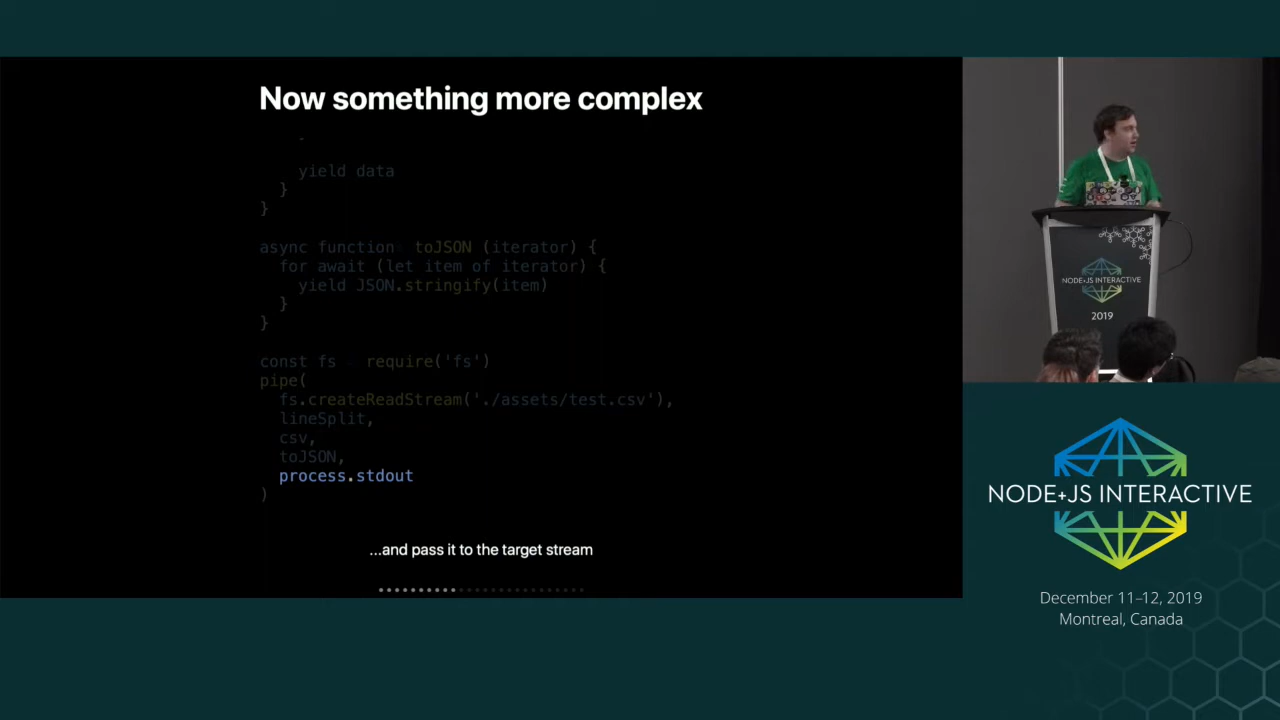 Now something more complex
yield data
}
}
async function toJSON (iterator) {
for await (let item of iterator) {
yield JSON.stringify(item)
}
}
const fs = require('fs')
pipe(
fs.createReadStream('./assets/test.csv'),
lineSplit,
csv,
toJSON,
process.stdout
)
...and pass it to the target stream
NODE+JS INTERACTIVE
2019
NODE+JS INTERACTIVE
December 11–12, 2019
Montreal, Canada